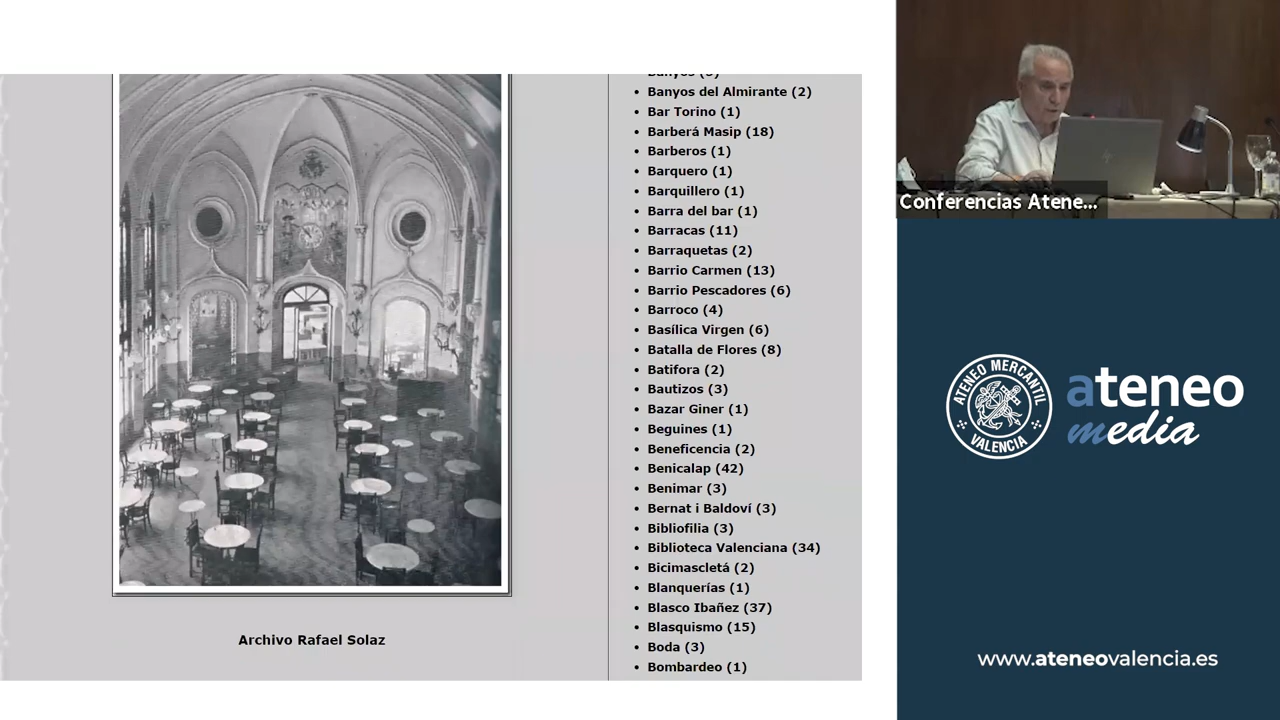 Banyos del Almirante (2)
Bar Torino (1)
Barberá Masip (18)
Barberos (1)
Barquero (1)
Barquillero (1)
Barra del bar (1)
Barracas (11)
Barraquetas (2)
Barrio Carmen (13)
Barrio Pescadores (6)
Barroco (4)
Basílica Virgen (6)
Batalla de Flores (8)
Batifora (2)
Bautizos (3)
Bazar Giner (1)
Beguines (1)
Beneficencia (2)
Benicalap (42)
Benimar (3)
Bernat i Baldoví (3)
Bibliofilia (3)
Biblioteca Valenciana (34)
Bicimascletá (2)
Blanquerías (1)
Blasco Ibañez (37)
Blasquismo (15)
Boda (3)
Bombardeo (1)
Archivo Rafael Solaz
Conferencias Atene...
ATENEO MERCANTIL
VALENCIA
ateneo
media
www.ateneovalencia.es